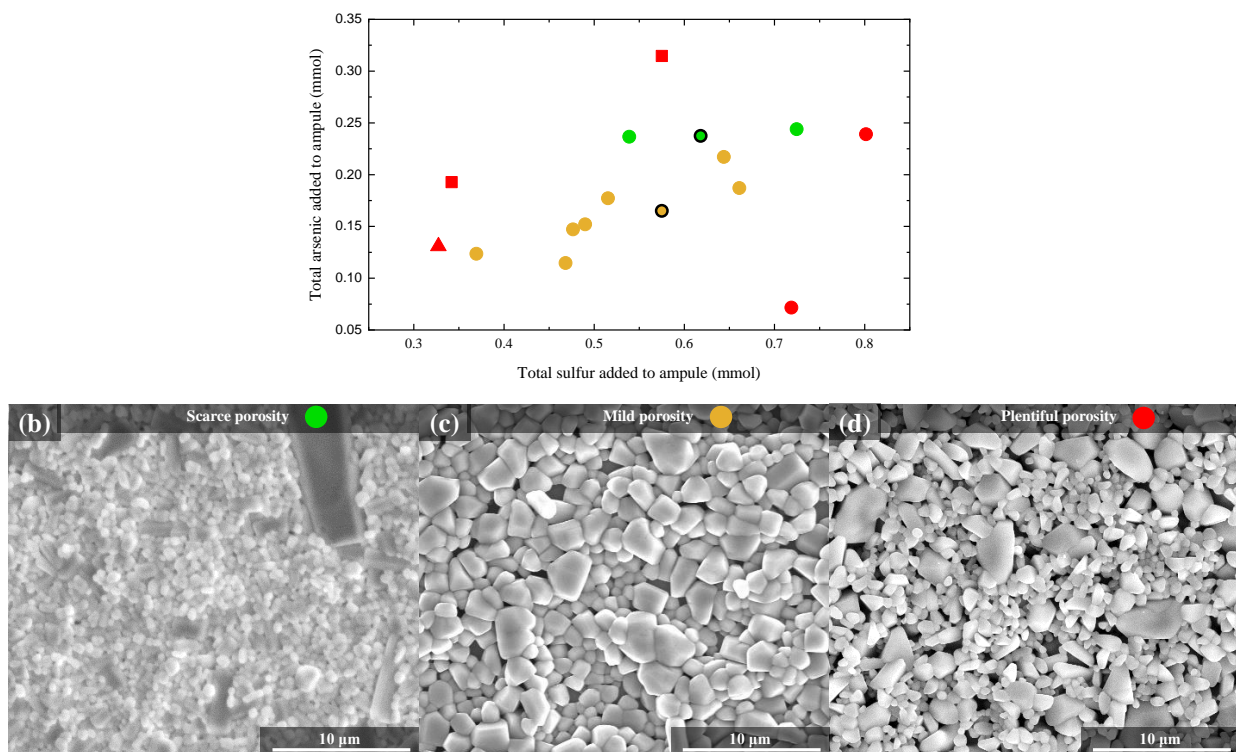 0.35
0.30
0.25
0.20
0.15
0.10
0.05
Total arsenic added to ampule (mmol)
0.3 0.4 0.5 0.6 0.7 0.8
Total sulfur added to ampule (mmol)
(b) Scarce porosity
(c) Mild porosity
(d) Plentiful porosity
10 µm
10 µm
10 µm